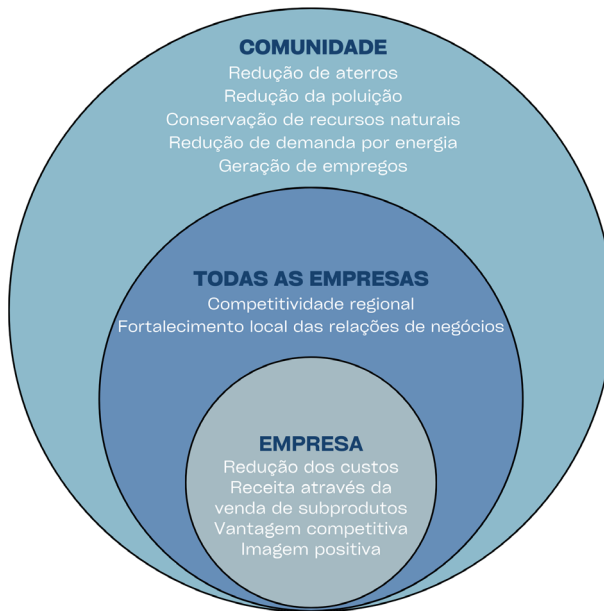 COMUNIDADE
Redução de aterros
Redução da poluição
Conservação de recursos naturais
Redução de demanda por energia
Geração de empregos
TODAS AS EMPRESAS
Competitividade regional
Fortalecimento local das relações de negócios
EMPRESA
Redução dos custos
Receita através da
venda de subprodutos
Vantagem competitiva
Imagem positiva